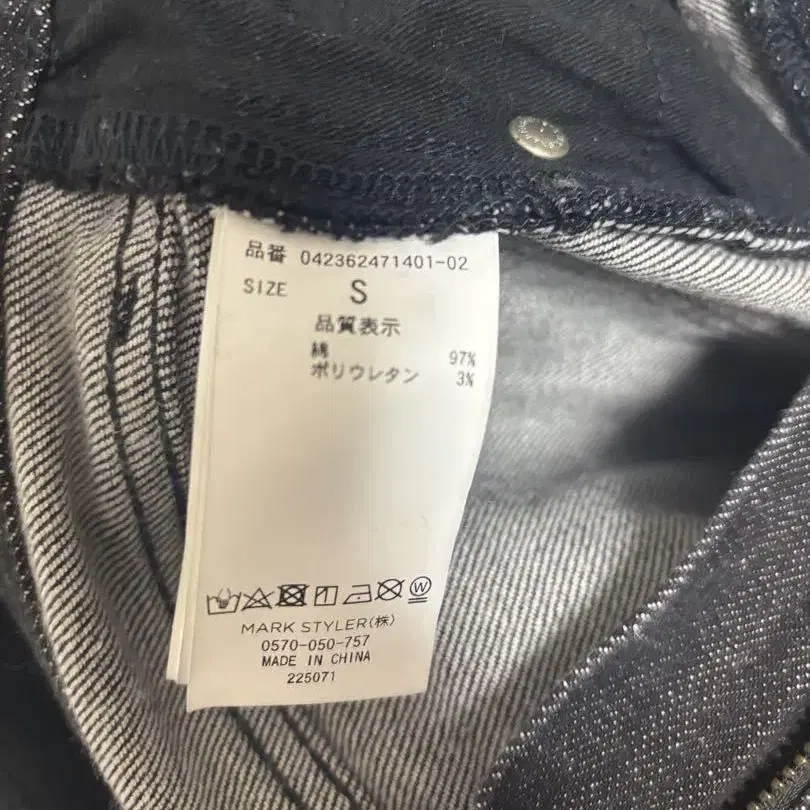 品番 042362471401-02
SIZE S
品質表示
綿 97%
ポリウレタン 3%
W
MARK STYLER(株)
0570-050-757
MADE IN CHINA
225071